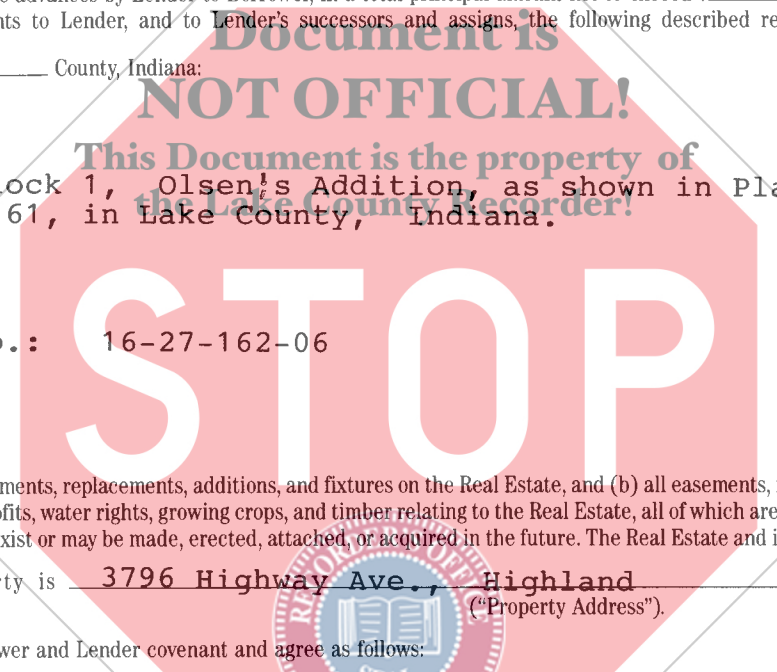 nts to Lender, and to Lender's successors and assigns, the following described re
Document is
County, Indiana:
NOT OFFICIAL!
This Document is the property of
ock 1, Olsen's Addition, as shown in Pla
the Lake County Recorder!
61, in Lake County, Indiana.
STOP
o.: 16-27-162-06
ments, replacements, additions, and fixtures on the Real Estate, and (b) all easements,
fits, water rights, growing crops, and timber relating to the Real Estate, all of which are
xist or may be made, erected, attached, or acquired in the future. The Real Estate and i
rty is 3796 Highway Ave., Highland
("Property Address").
wer and Lender covenant and agree as follows: